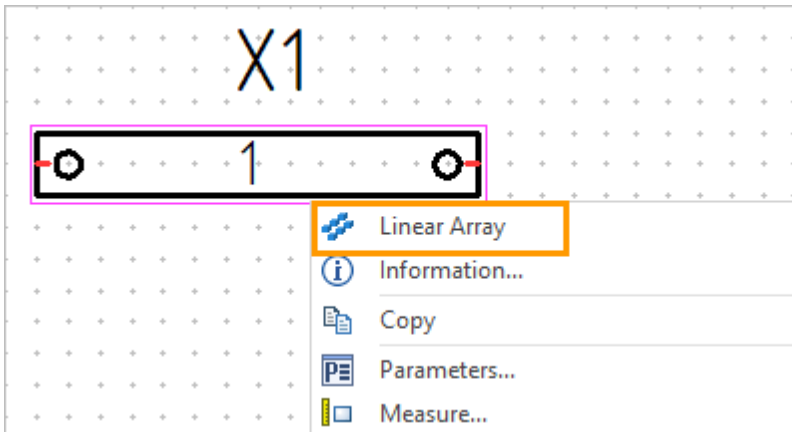 X1
1
Linear Array
Information...
Copy
Parameters...
Measure...